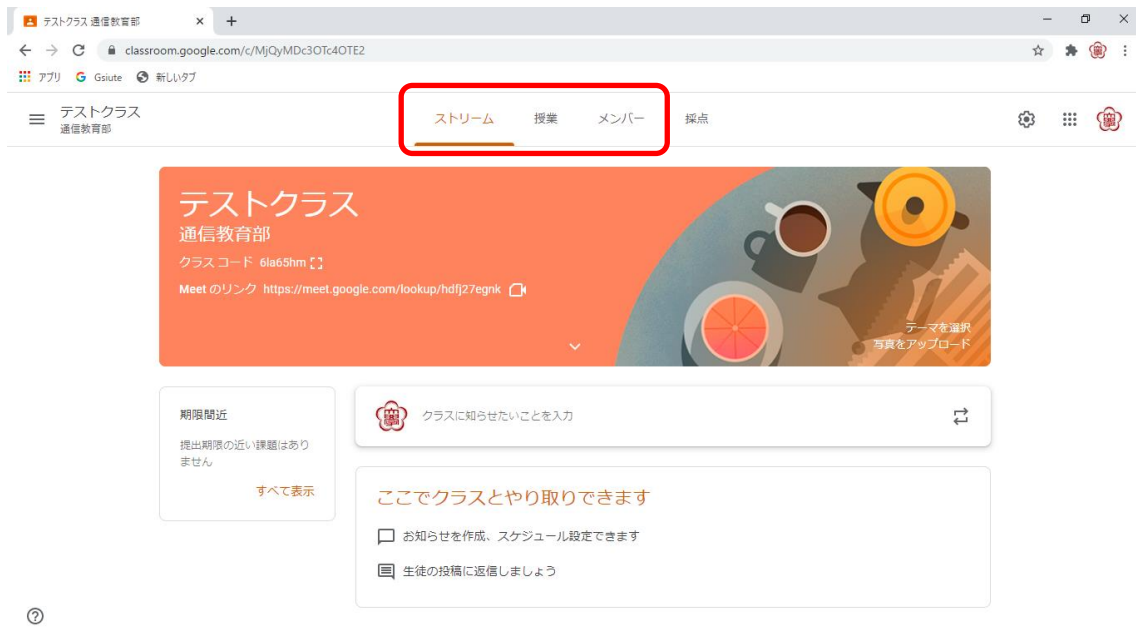 テストクラス 通信教育部
classroom.google.com/c/MjQyMDc3OTc4OTE2
アプリ Gsiute 新しいタブ
テストクラス
通信教育部
ストリーム 授業 メンバー 採点
テストクラス
通信教育部
クラス コード 6la65hm
Meet のリンク https://meet.google.com/lookup/hdfj27egnk
テーマを選択
写真をアップロード
期限間近
提出期限の近い課題はあり
ません
すべて表示
クラスに知らせたいことを入力
ここでクラスとやり取りできます
お知らせを作成、スケジュール設定できます
生徒の投稿に返信しましょう